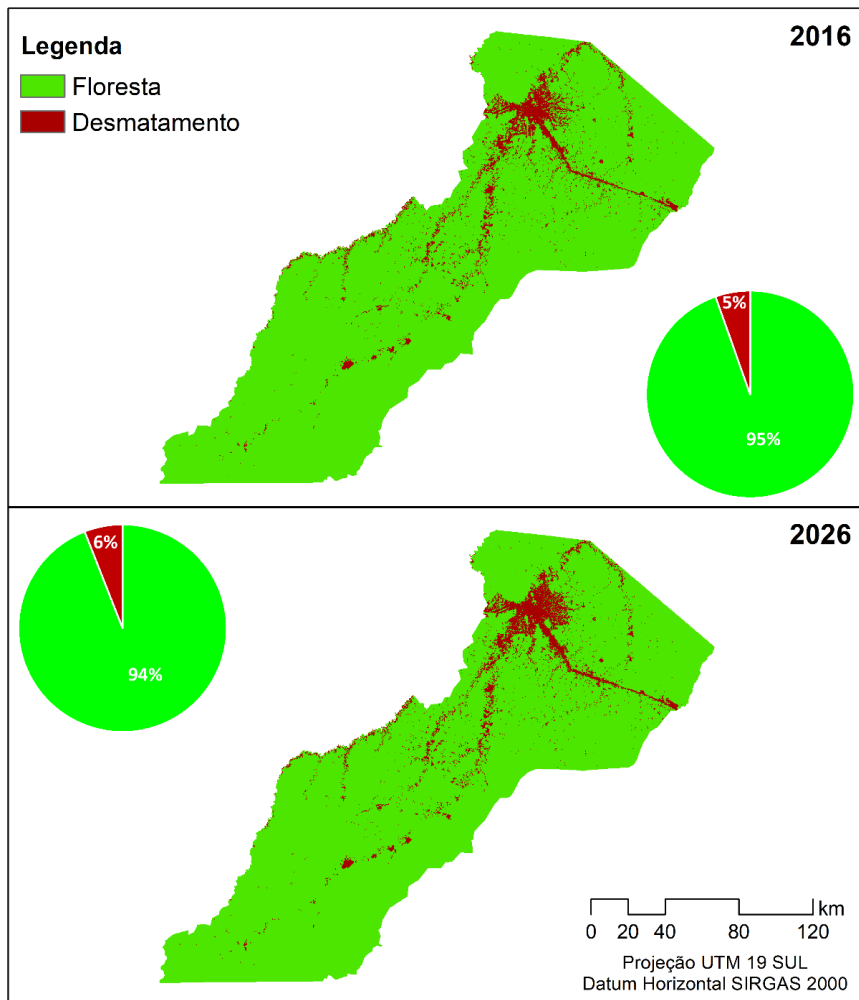 2016
Legenda
Floresta
Desmatamento
5%
95%
2026
6%
94%
km
0 20 40 80 120
Projeção UTM 19 SUL
Datum Horizontal SIRGAS 2000